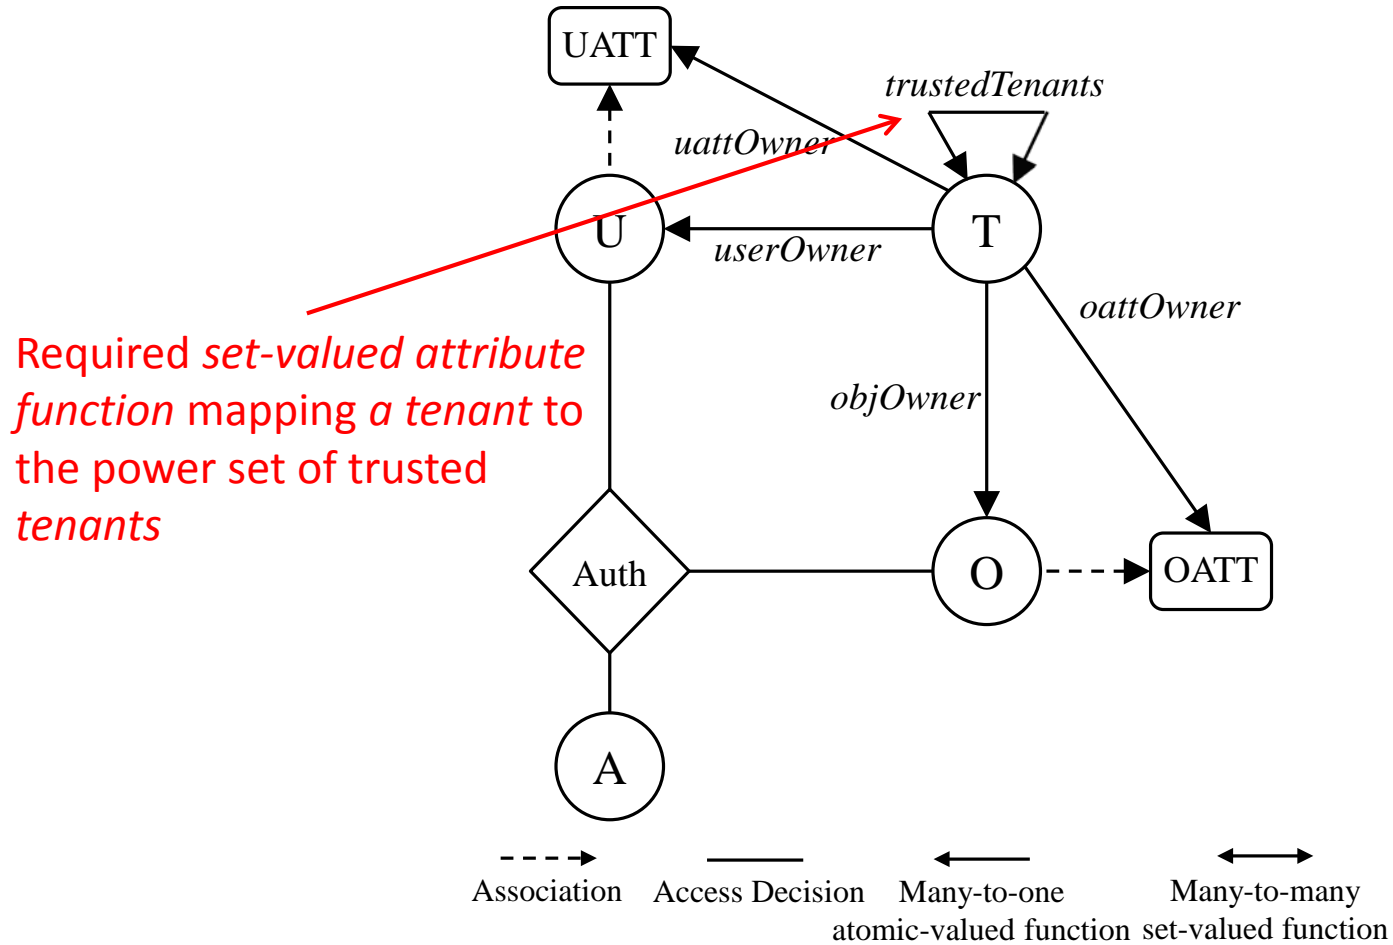 UATT
trustedTenants
uattOwner
U
T
userOwner
oattOwner
Required set-valued attribute
function mapping a tenant to
the power set of trusted
tenants
objOwner
Auth
O
OATT
A
Association
Access Decision
Many-to-one
atomic-valued function
Many-to-many
set-valued function